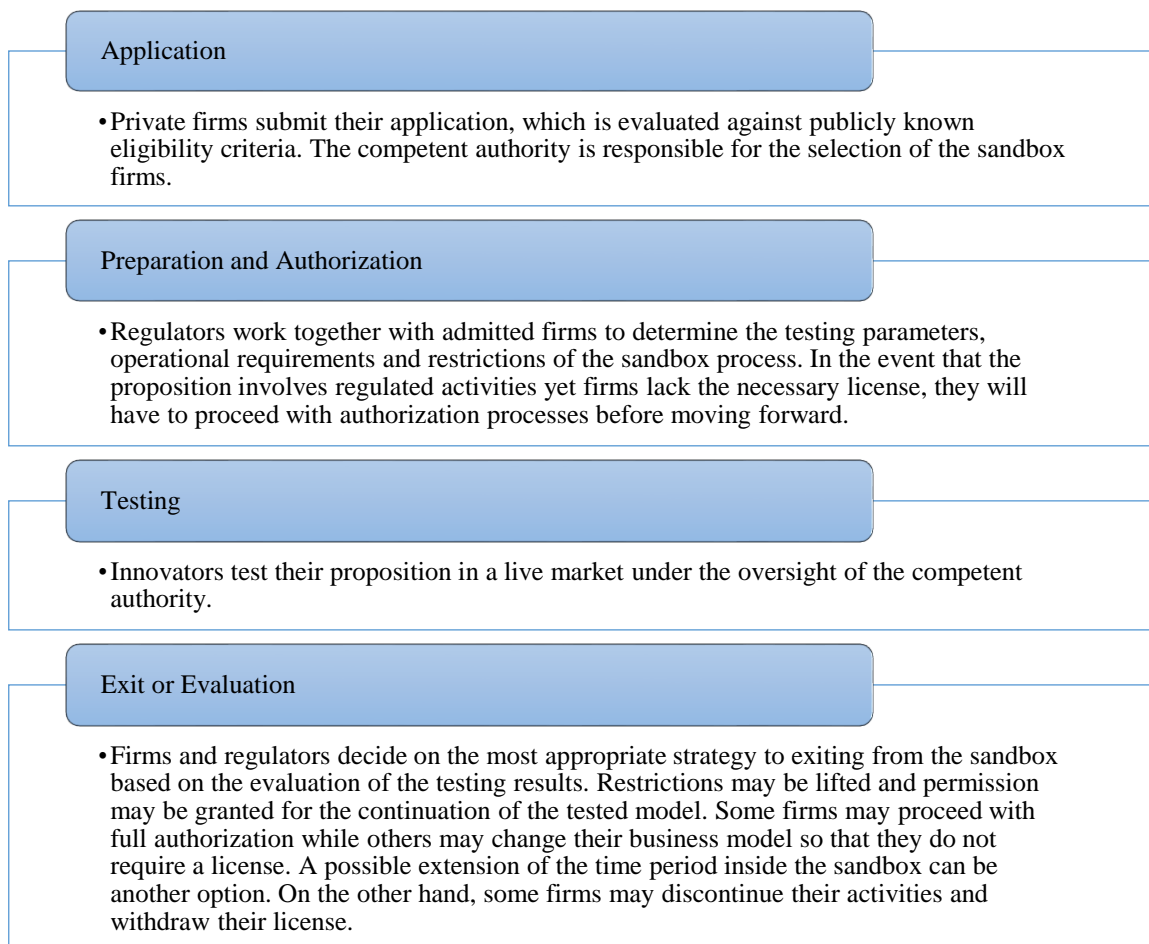 Application
•Private firms submit their application, which is evaluated against publicly known
eligibility criteria. The competent authority is responsible for the selection of the sandbox
firms.
Preparation and Authorization
•Regulators work together with admitted firms to determine the testing parameters,
operational requirements and restrictions of the sandbox process. In the event that the
proposition involves regulated activities yet firms lack the necessary license, they will
have to proceed with authorization processes before moving forward.
Testing
•Innovators test their proposition in a live market under the oversight of the competent
authority.
Exit or Evaluation
•Firms and regulators decide on the most appropriate strategy to exiting from the sandbox
based on the evaluation of the testing results. Restrictions may be lifted and permission
may be granted for the continuation of the tested model. Some firms may proceed with
full authorization while others may change their business model so that they do not
require a license. A possible extension of the time period inside the sandbox can be
another option. On the other hand, some firms may discontinue their activities and
withdraw their license.